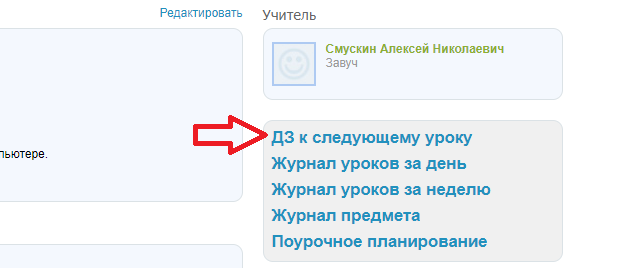 Редактировать
Учитель
Смускин Алексей Николаевич
Завуч
ДЗ к следующему уроку
пьютере.
Журнал уроков за день
Журнал уроков за неделю
Журнал предмета
Поурочное планирование